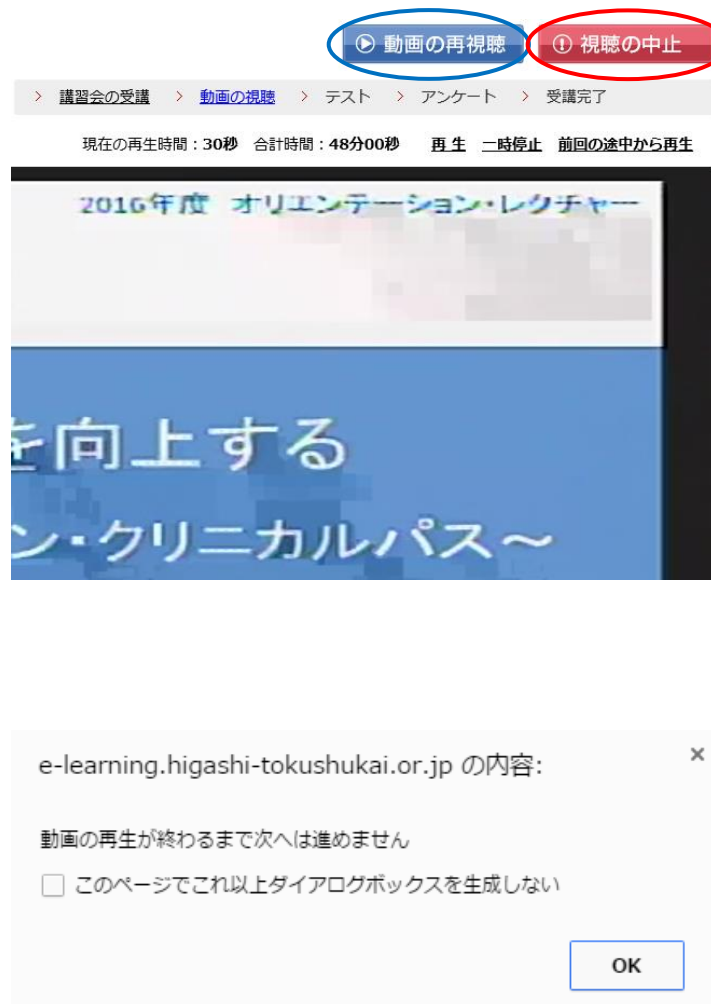 動画の再視聴 視聴の中止
> 講習会の受講 > 動画の視聴 > テスト > アンケート > 受講完了
現在の再生時間：30秒 合計時間：48分00秒 再 生 一時停止 前回の途中から再生
2016年度 オリエンテーション・レクチャー
を向上する
ン・クリニカルパス～
e-learning.higashi-tokushukai.or.jp の内容: ×
動画の再生が終わるまで次へは進めません
このページでこれ以上ダイアログボックスを生成しない
OK